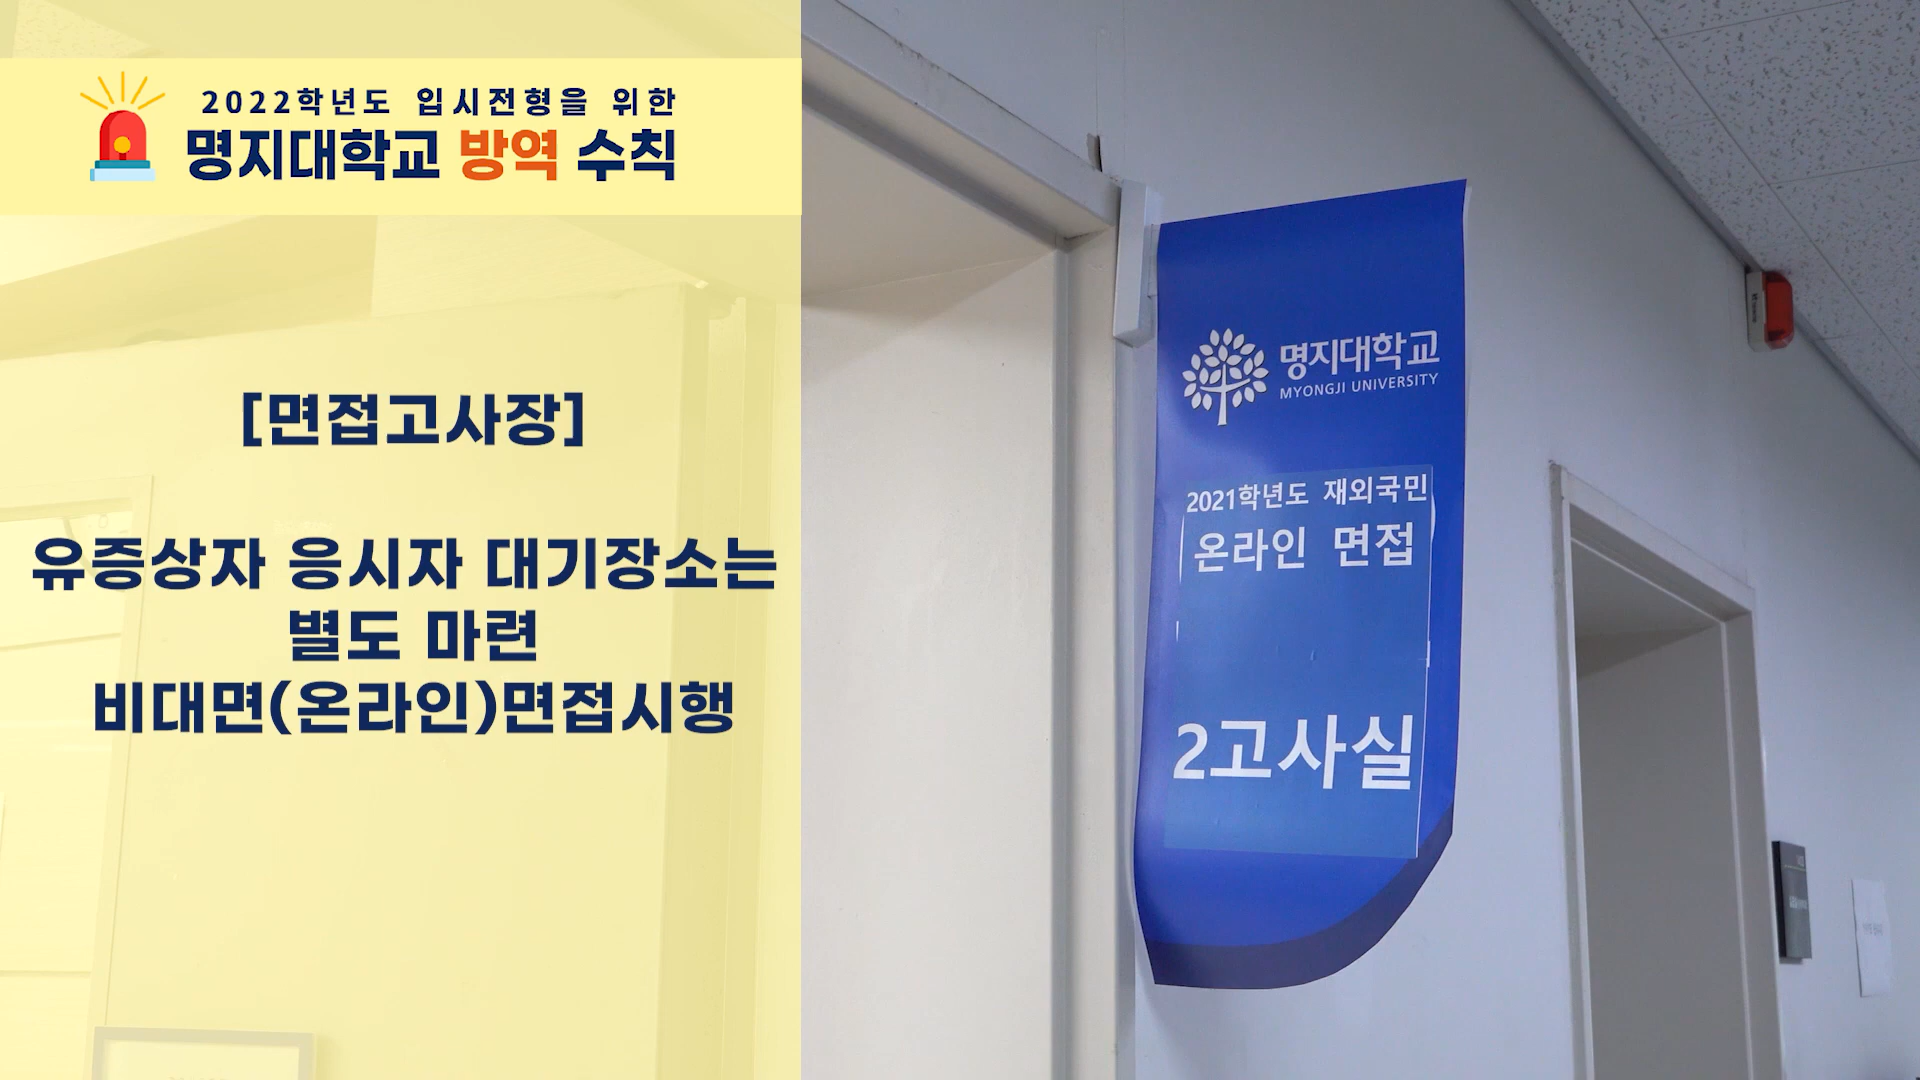 2022학년도 입시전형을 위한
명지대학교 방역 수칙
[면접고사장]
유증상자 응시자 대기장소는
별도 마련
비대면(온라인)면접시행
명지대학교
MYONGJI UNIVERSITY
2021학년도 재외국민
온라인 면접
2고사실